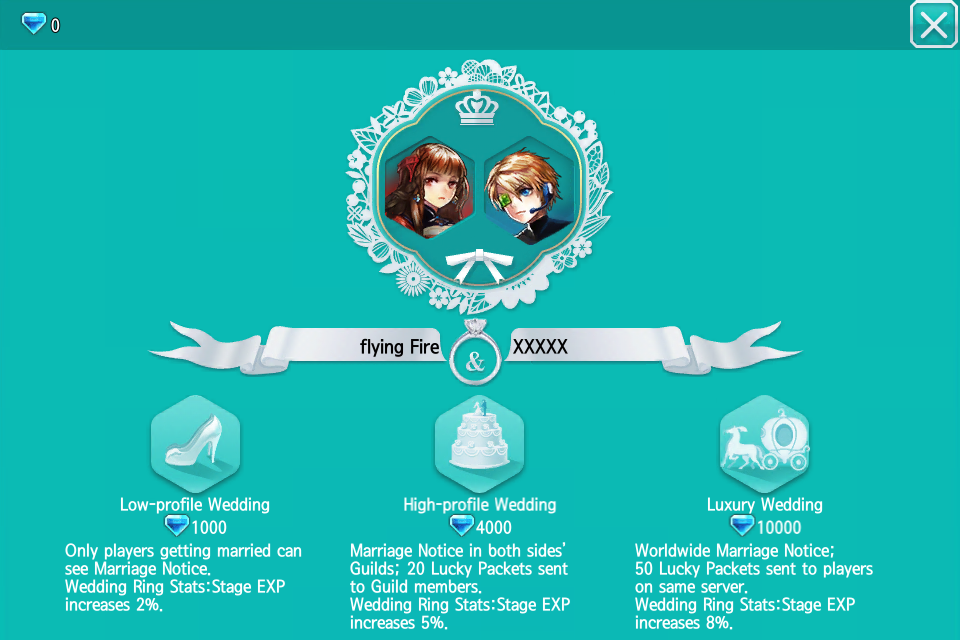 0
flying Fire & XXXXX
Low-profile Wedding
1000
Only players getting married can
see Marriage Notice.
Wedding Ring Stats:Stage EXP
increases 2%.
High-profile Wedding
4000
Marriage Notice in both sides'
Guilds; 20 Lucky Packets sent
to Guild members.
Wedding Ring Stats:Stage EXP
increases 5%.
Luxury Wedding
10000
Worldwide Marriage Notice;
50 Lucky Packets sent to players
on same server.
Wedding Ring Stats:Stage EXP
increases 8%.